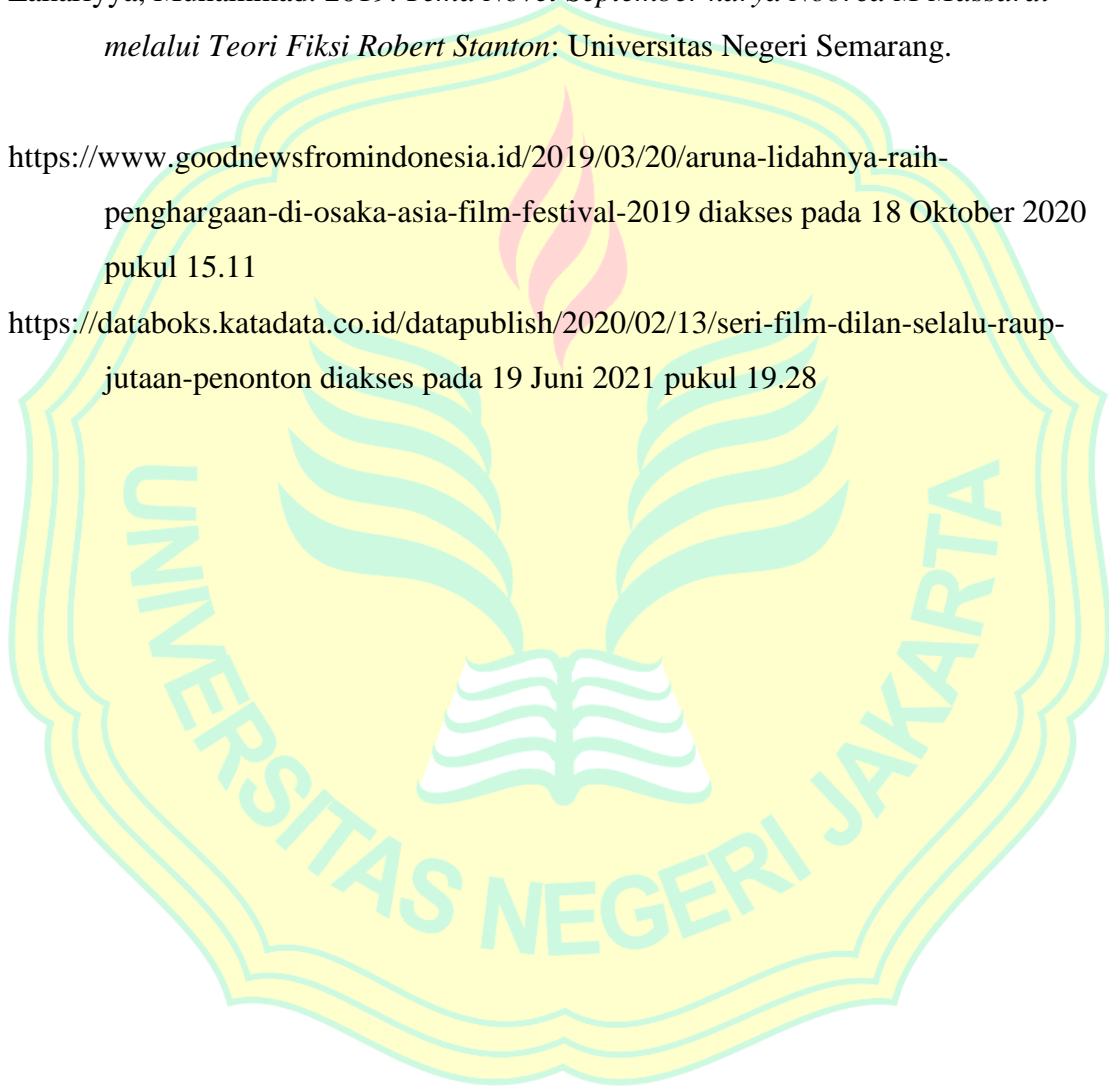 melalui Teori Fiksi Robert Stanton: Universitas Negeri Semarang.
https://www.goodnewsfromindonesia.id/2019/03/20/aruna-lidahnya-raih-
penghargaan-di-osaka-asia-film-festival-2019 diakses pada 18 Oktober 2020
pukul 15.11
https://databoks.katadata.co.id/datapublish/2020/02/13/seri-film-dilan-selalu-raup-
jutaan-penonton diakses pada 19 Juni 2021 pukul 19.28
UNIVERSITAS NEGERI JAKARTA